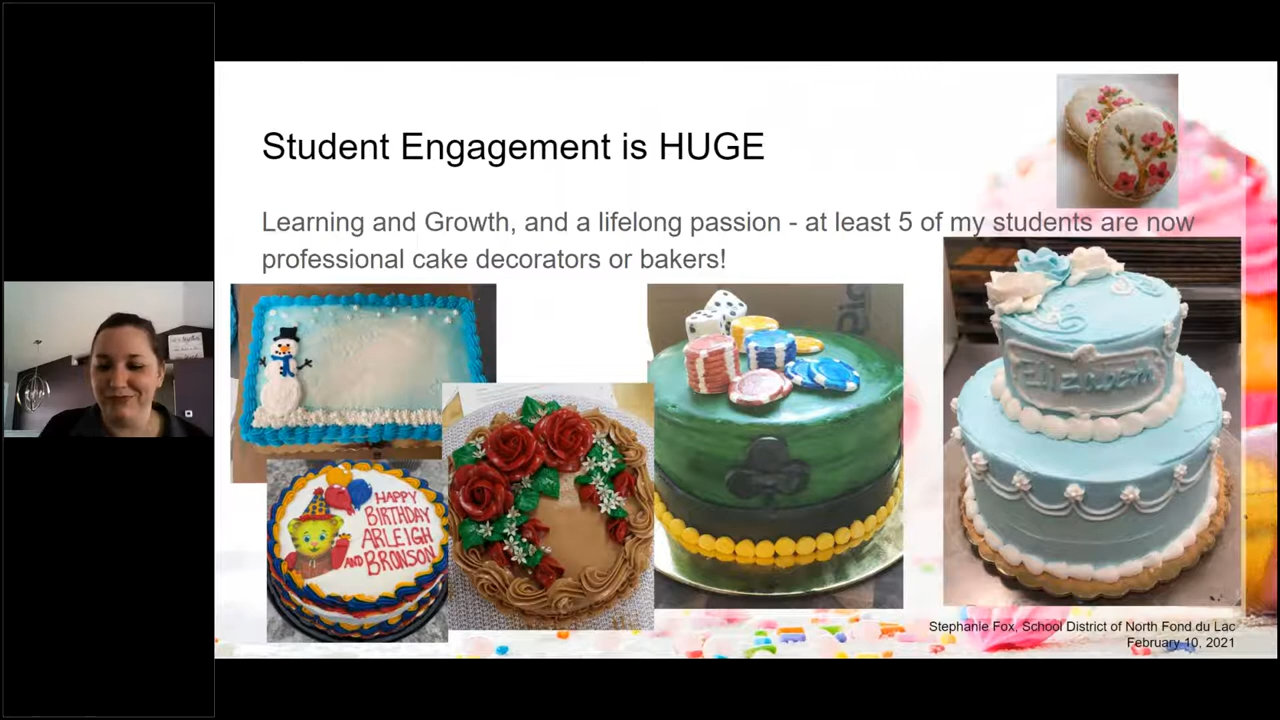 Student Engagement is HUGE
Learning and Growth, and a lifelong passion - at least 5 of my students are now
professional cake decorators or bakers!
HAPPY
BIRTHDAY
ARLEIGH
AND BRONSON
Elizabeth
Stephanie Fox, School District of North Fond du Lac
February 10, 2021